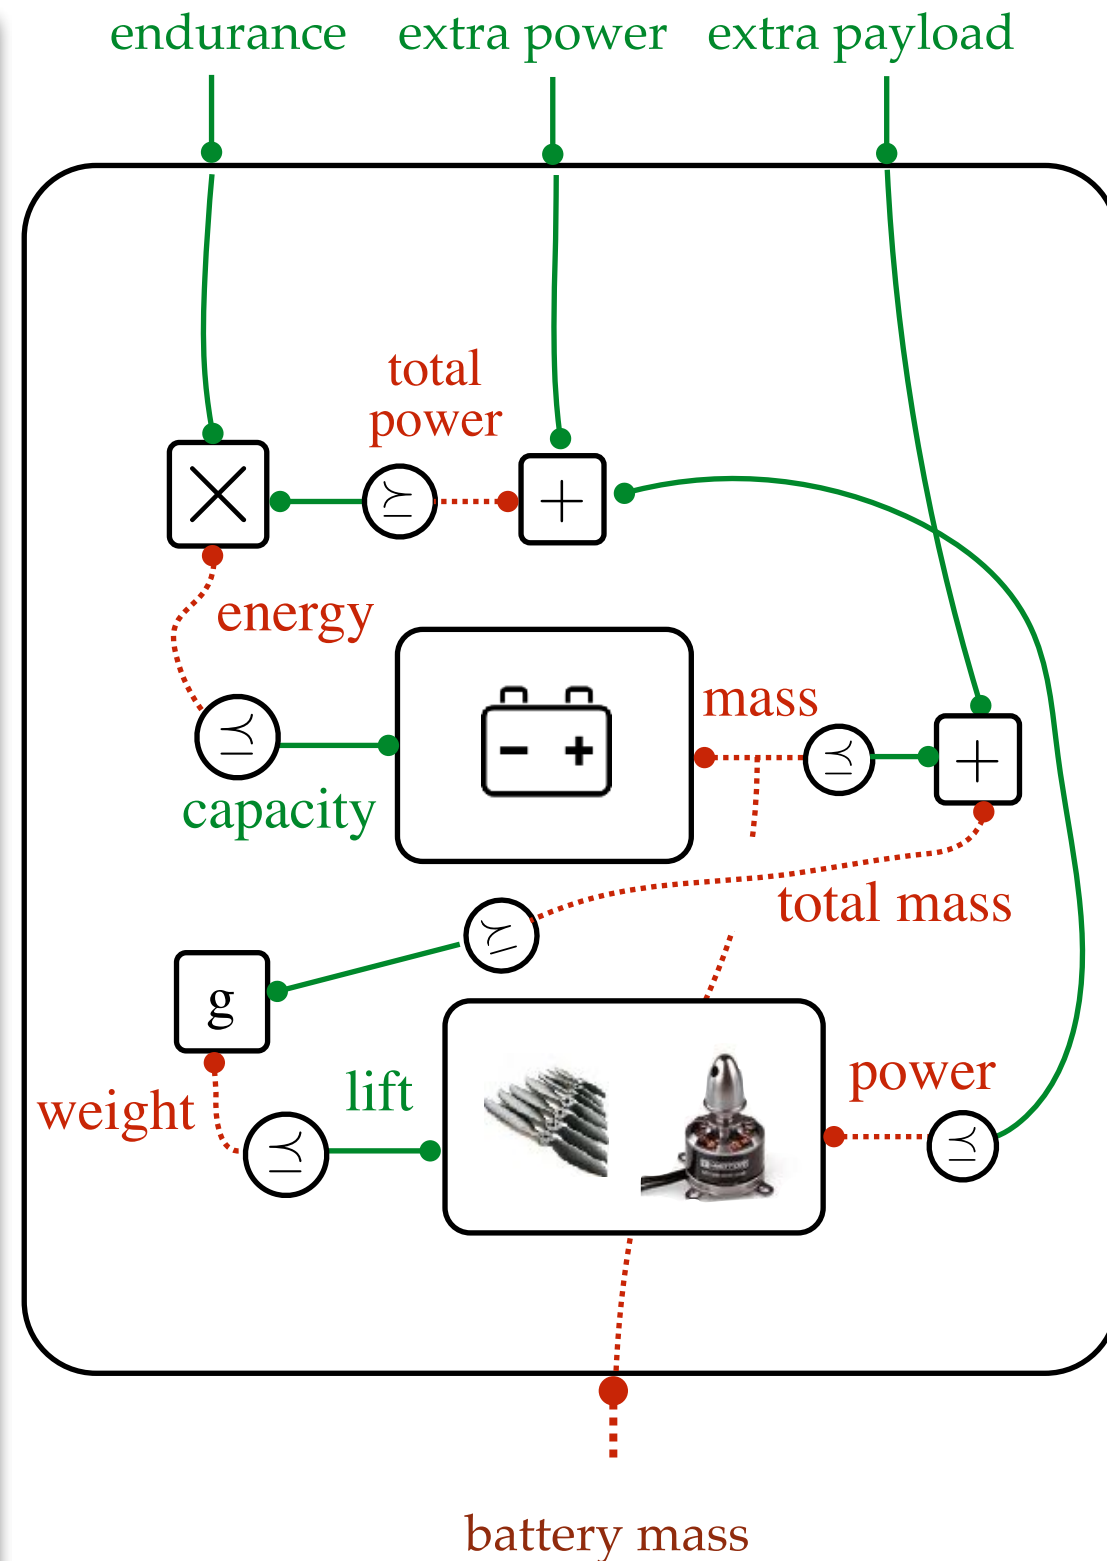 endurance
extra power
extra payload
total
power
×
⪰
+
energy
mass
⪯
+
⪯
capacity
total mass
⪰
g
lift
power
weight
⪯
⪯
battery mass